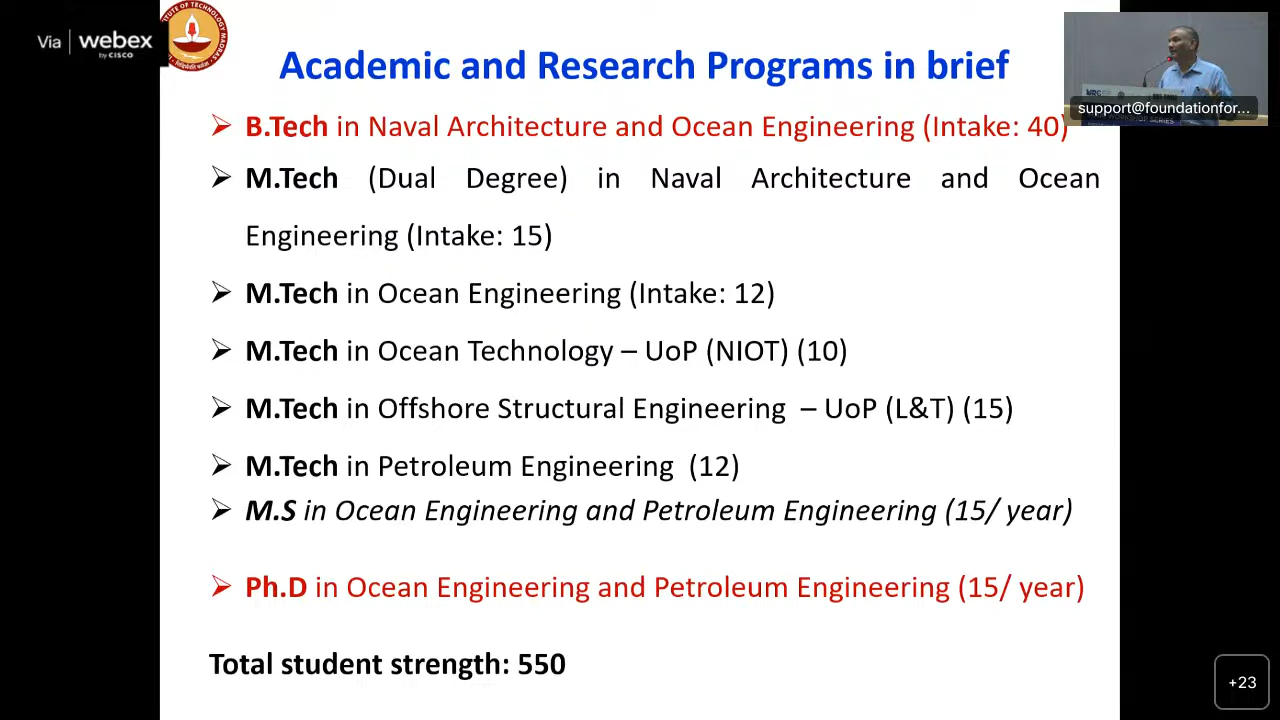 Via webex
by CISCO
Academic and Research Programs in brief
support@foundationfor...
➢ B.Tech in Naval Architecture and Ocean Engineering (Intake: 40)
➢ M.Tech (Dual Degree) in Naval Architecture and Ocean
Engineering (Intake: 15)
➢ M.Tech in Ocean Engineering (Intake: 12)
➢ M.Tech in Ocean Technology – UoP (NIOT) (10)
➢ M.Tech in Offshore Structural Engineering – UoP (L&T) (15)
➢ M.Tech in Petroleum Engineering (12)
➢ M.S in Ocean Engineering and Petroleum Engineering (15/ year)
➢ Ph.D in Ocean Engineering and Petroleum Engineering (15/ year)
Total student strength: 550
+23